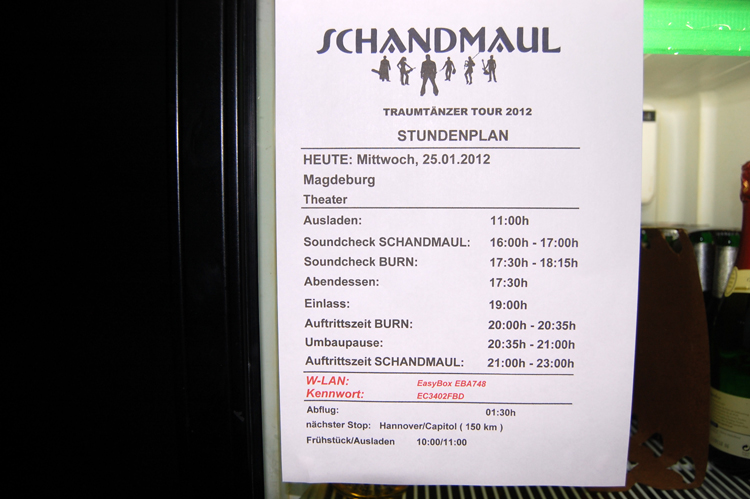 SCHANDMAUL
TRAUMTÄNZER TOUR 2012
STUNDENPLAN
HEUTE: Mittwoch, 25.01.2012
Magdeburg
Theater
Ausladen: 11:00h
Soundcheck SCHANDMAUL: 16:00h - 17:00h
Soundcheck BURN: 17:30h - 18:15h
Abendessen: 17:30h
Einlass: 19:00h
Auftrittszeit BURN: 20:00h - 20:35h
Umbaupause: 20:35h - 21:00h
Auftrittszeit SCHANDMAUL: 21:00h - 23:00h
W-LAN: EasyBox EBA748
Kennwort: EC3402FBD
Abflug: 01:30h
nächster Stop: Hannover/Capitol ( 150 km )
Frühstück/Ausladen 10:00/11:00